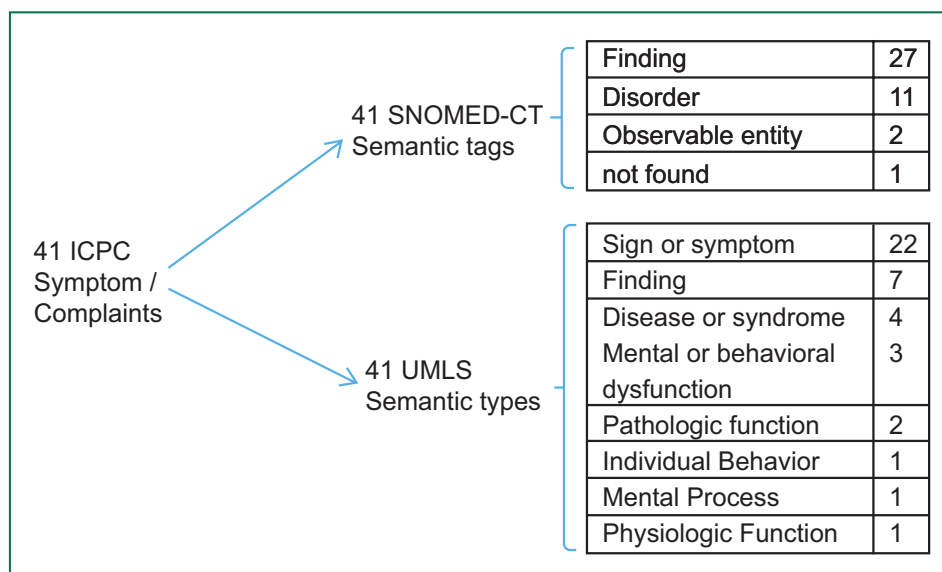 Finding 27
Disorder 11
41 SNOMED-CT
Semantic tags
Observable entity 2
not found 1
41 ICPC
Symptom /
Complaints
Sign or symptom 22
Finding 7
Disease or syndrome 4
Mental or behavioral 3
dysfunction
41 UMLS
Semantic types
Pathologic function 2
Individual Behavior 1
Mental Process 1
Physiologic Function 1